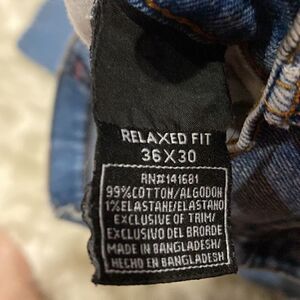 RELAXED FIT
36X30
RN#141681
99%COTTON/ALGODON
1%ELASTANE/ELASTANO
EXCLUSIVE OF TRIM/
EXCLUSIVO DEL BRORDE
MADE IN BANGLADESH/
HECHO EN BANGLADESH